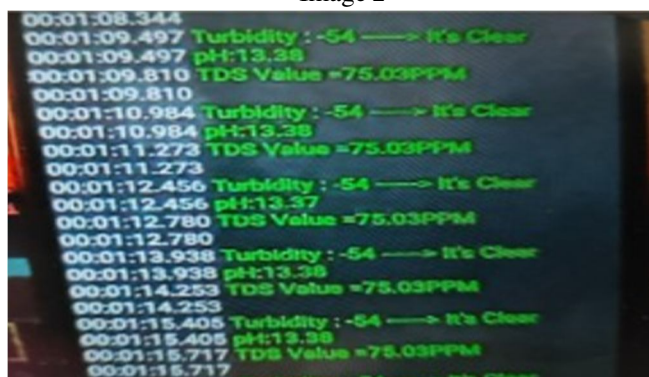 Image 2
00:01:08.344
00:01:09.497 Turbidity : -54 ----> It's Clear
00:01:09.497 pH:13.38
00:01:09.810 TDS Value =75.03PPM
00:01:09.810
00:01:10.984 Turbidity : -54 ----> It's Clear
00:01:10.984 pH:13.38
00:01:11.273 TDS Value =75.03PPM
00:01:11.273
00:01:12.456 Turbidity : -54 ----> It's Clear
00:01:12.456 pH:13.37
00:01:12.780 TDS Value =75.03PPM
00:01:12.780
00:01:13.938 Turbidity : -54 ----> It's Clear
00:01:13.938 pH:13.38
00:01:14.253 TDS Value =75.03PPM
00:01:14.253
00:01:15.405 Turbidity : -54 ----> It's Clear
00:01:15.405 pH:13.38
00:01:15.717 TDS Value =75.03PPM
00:01:15.717